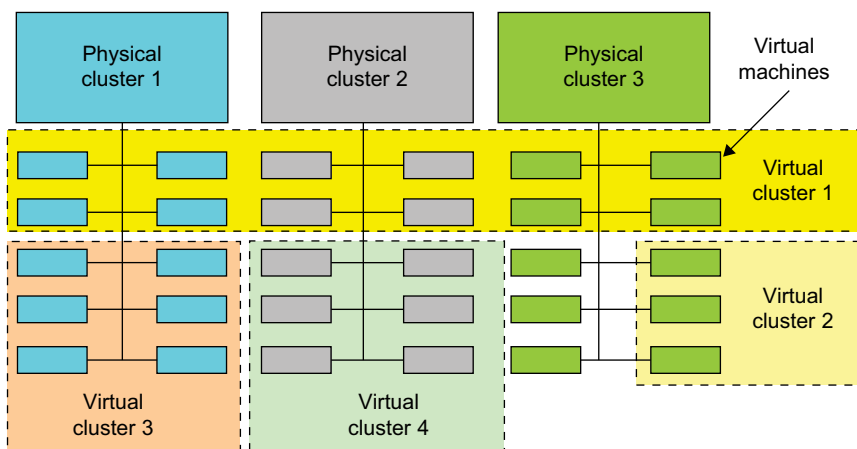 Physical
cluster 1
Physical
cluster 2
Physical
cluster 3
Virtual
machines
Virtual
cluster 1
Virtual
cluster 2
Virtual
cluster 3
Virtual
cluster 4